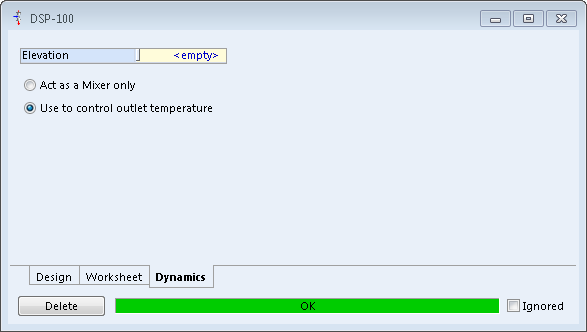 DSP-100
Elevation <empty>
Act as a Mixer only
Use to control outlet temperature
Design Worksheet Dynamics
Delete OK Ignored